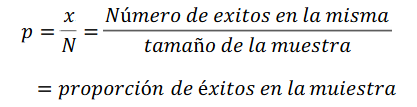 p = x/N = Número de exitos en la misma / tamaño de la muestra
= proporción de éxitos en la muiestra